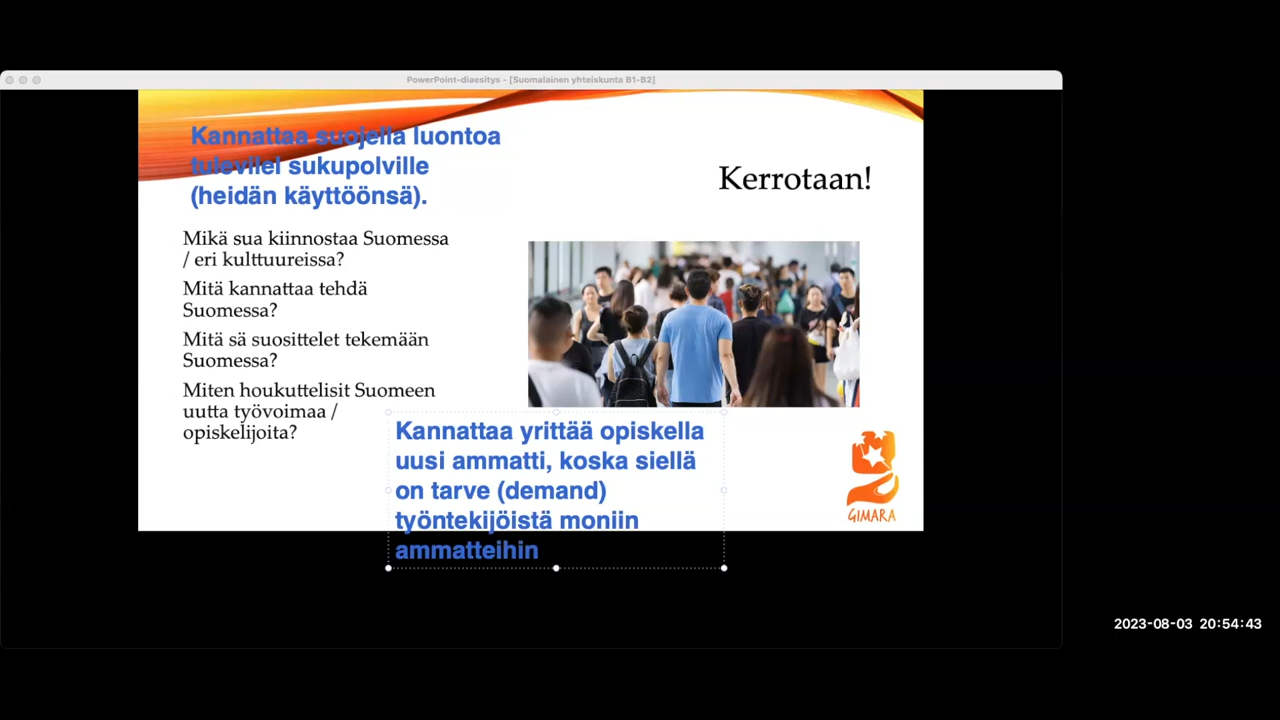 PowerPoint-diaesitys - [Suomalainen yhteiskunta B1-B2]
Kannattaa suojella luontoa
tuleville sukupolville
(heidän käyttöönsä).
Kerrotaan!
Mikä sua kiinnostaa Suomessa
/ eri kulttuureissa?
Mitä kannattaa tehdä
Suomessa?
Mitä sä suosittelet tekemään
Suomessa?
Miten houkuttelisit Suomeen
uutta työvoimaa /
opiskelijoita?
Kannattaa yrittää opiskella
uusi ammatti, koska siellä
on tarve (demand)
työntekijöistä moniin
ammatteihin
GIMARA
2023-08-03 20:54:43